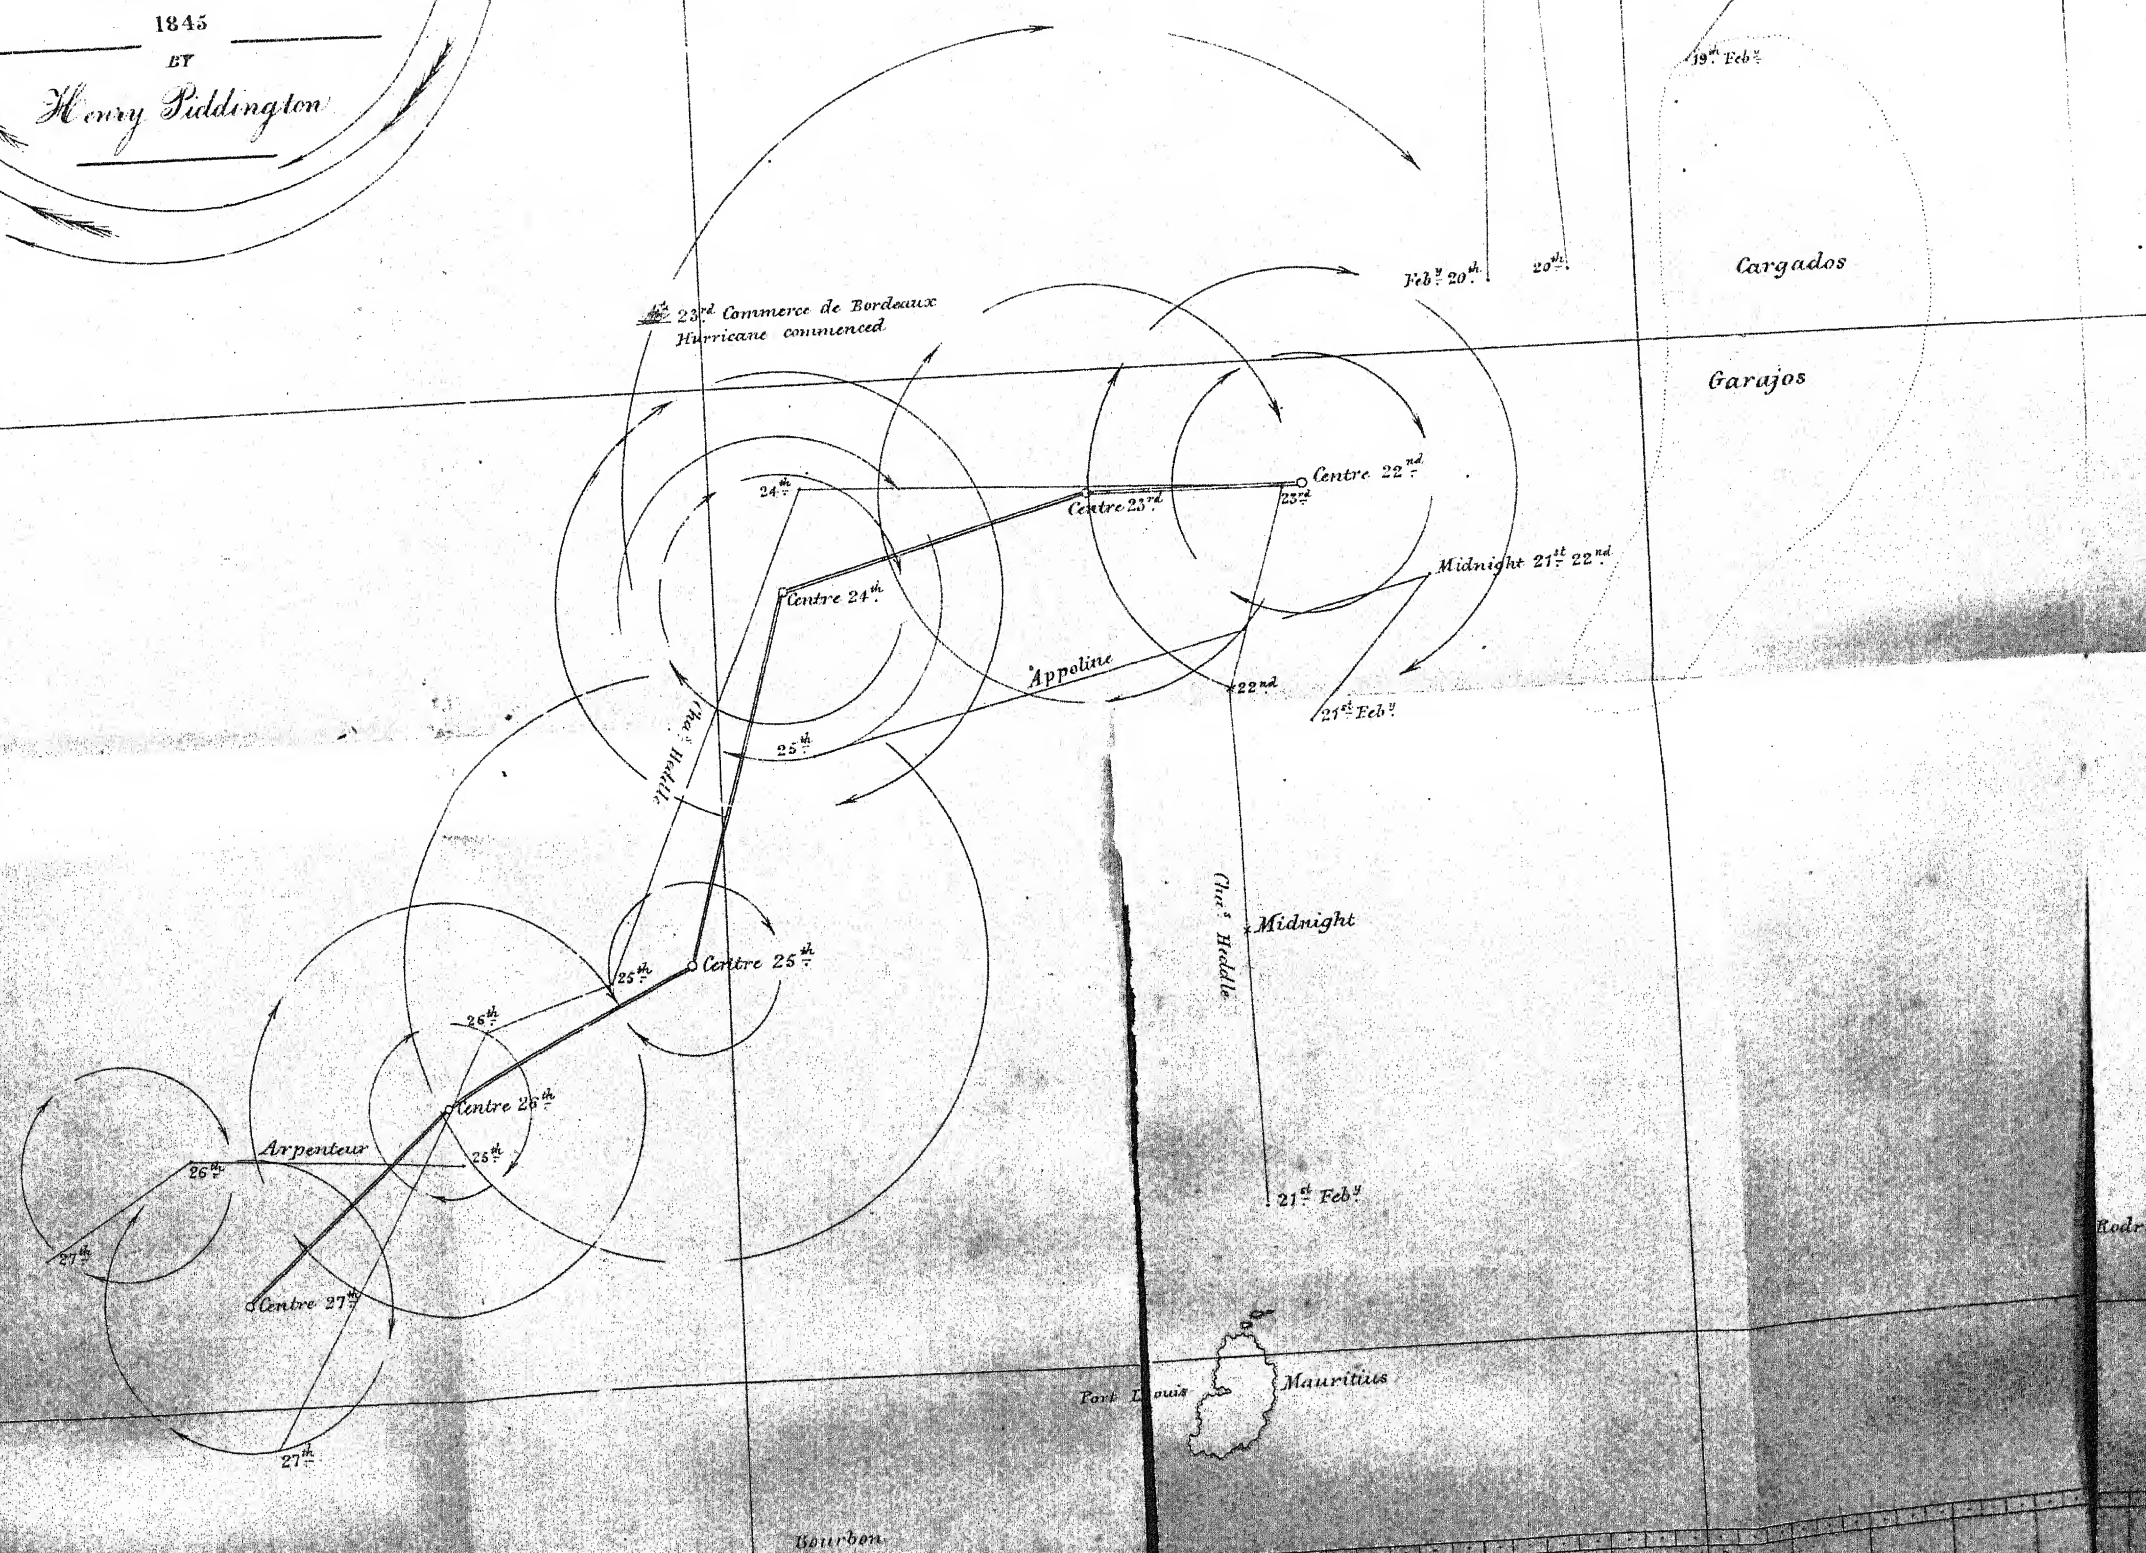 1845
BY
Henry Piddington
19th. Feby.
Cargados
Feby. 20th.
20th.
23rd. Commerce de Bordeaux
Hurricane commenced
Garajos
Centre 22nd.
24th.
Centre 23rd.
23rd.
Midnight 21st. 22nd.
Centre 24th.
Appoline
22nd.
21st. Feby.
Chas. Heddle
25th.
Chas. Heddle
Midnight
Centre 25th.
25th.
26th.
Centre 26th.
Arpenteur
25th.
26th.
21st. Feby.
Rodr
27th.
Centre 27th.
Mauritius
Port Louis
27th.
Bourbon